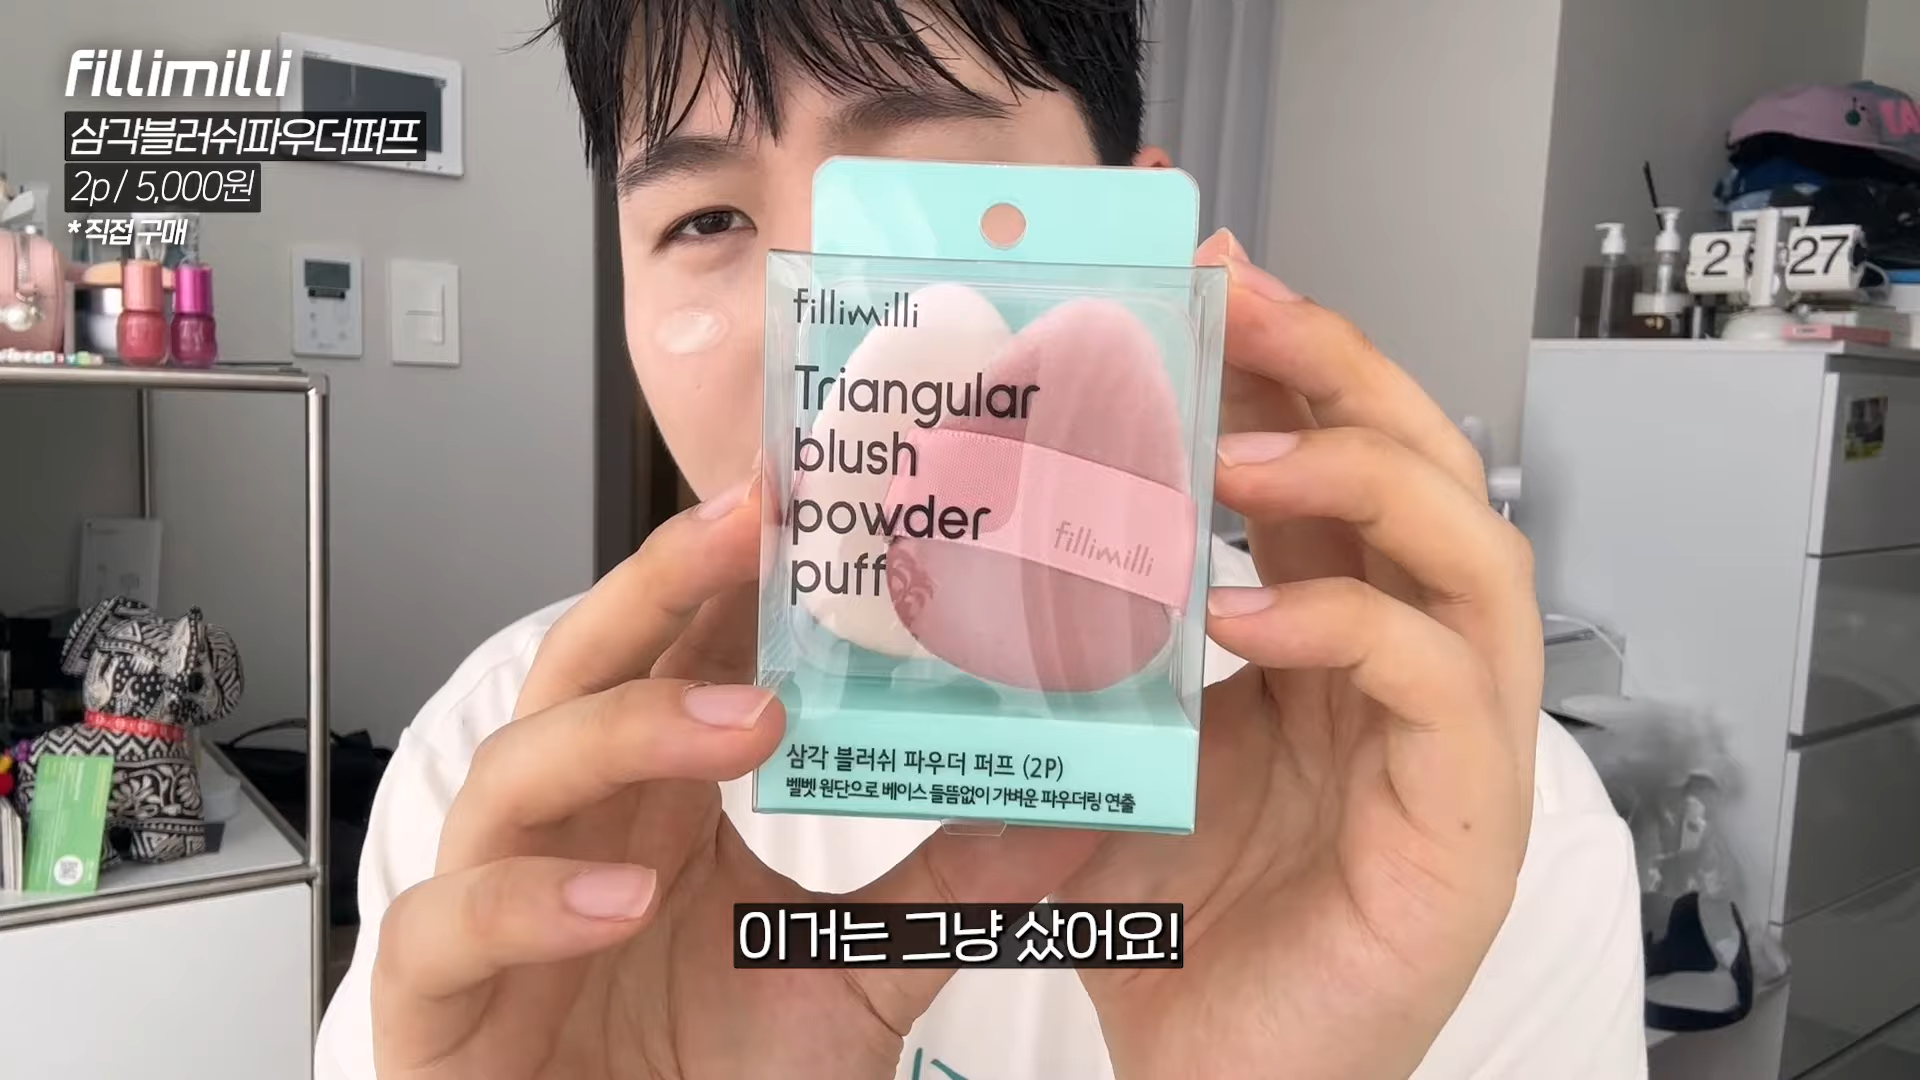 fillimilli
삼각블러쉬파우더퍼프
2p / 5,000원
*직접 구매
fillimilli
Triangular
blush
powder
puff
fillimilli
삼각 블러쉬 파우더 퍼프 (2P)
벨벳 원단으로 베이스 들뜸없이 가벼운 파우더링 연출
2
27
이거는 그냥 샀어요!